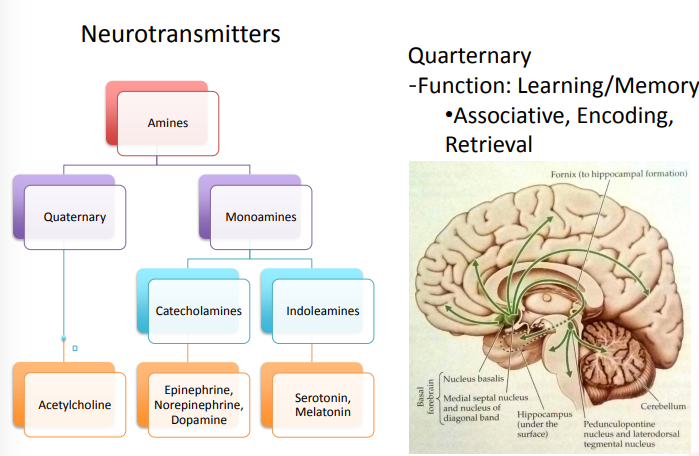 Neurotransmitters
Amines
Quaternary
Monoamines
Catecholamines
Indoleamines
Acetylcholine
Epinephrine,
Norepinephrine,
Dopamine
Serotonin,
Melatonin
Quarternary
-Function: Learning/Memory
•Associative, Encoding,
Retrieval
Fornix (to hippocampal formation)
Basal
forebrain
Nucleus basalis
Medial septal nucleus
and nucleus of
diagonal band
Hippocampus
(under the
surface)
Pedunculopontine
nucleus and laterodorsal
tegmental nucleus
Cerebellum